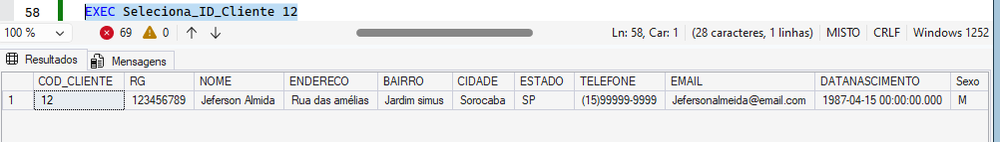 58 EXEC Seleciona_ID_Cliente 12
100 % 69 0 Ln: 58, Car: 1 (28 caracteres, 1 linhas) MISTO CRLF Windows 1252
Resultados Mensagens
COD_CLIENTE RG NOME ENDERECO BAIRRO CIDADE ESTADO TELEFONE EMAIL DATANASCIMENTO Sexo
1 12 123456789 Jeferson Almida Rua das amélias Jardim simus Sorocaba SP (15)99999-9999 Jefersonalmeida@email.com 1987-04-15 00:00:00.000 M